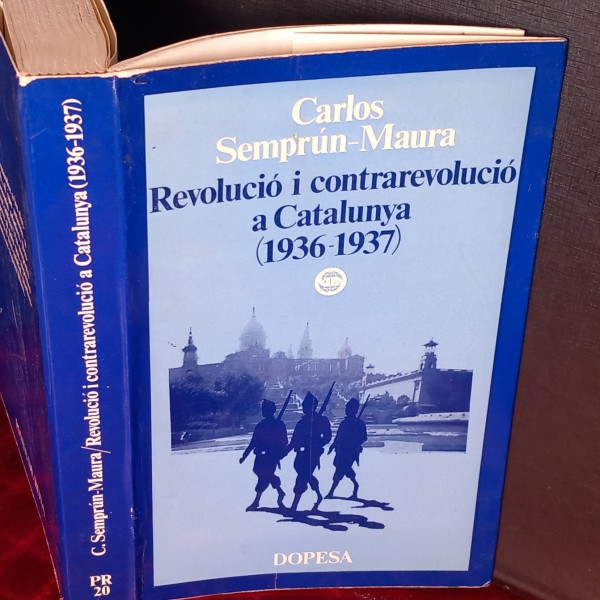 Carlos
Semprún-Maura
Revolució i contrarevolució
a Catalunya
(1936-1937)
DOPESA
C. Semprún-Maura/Revolució i contrarevolució a Catalunya (1936-1937)
PR
20